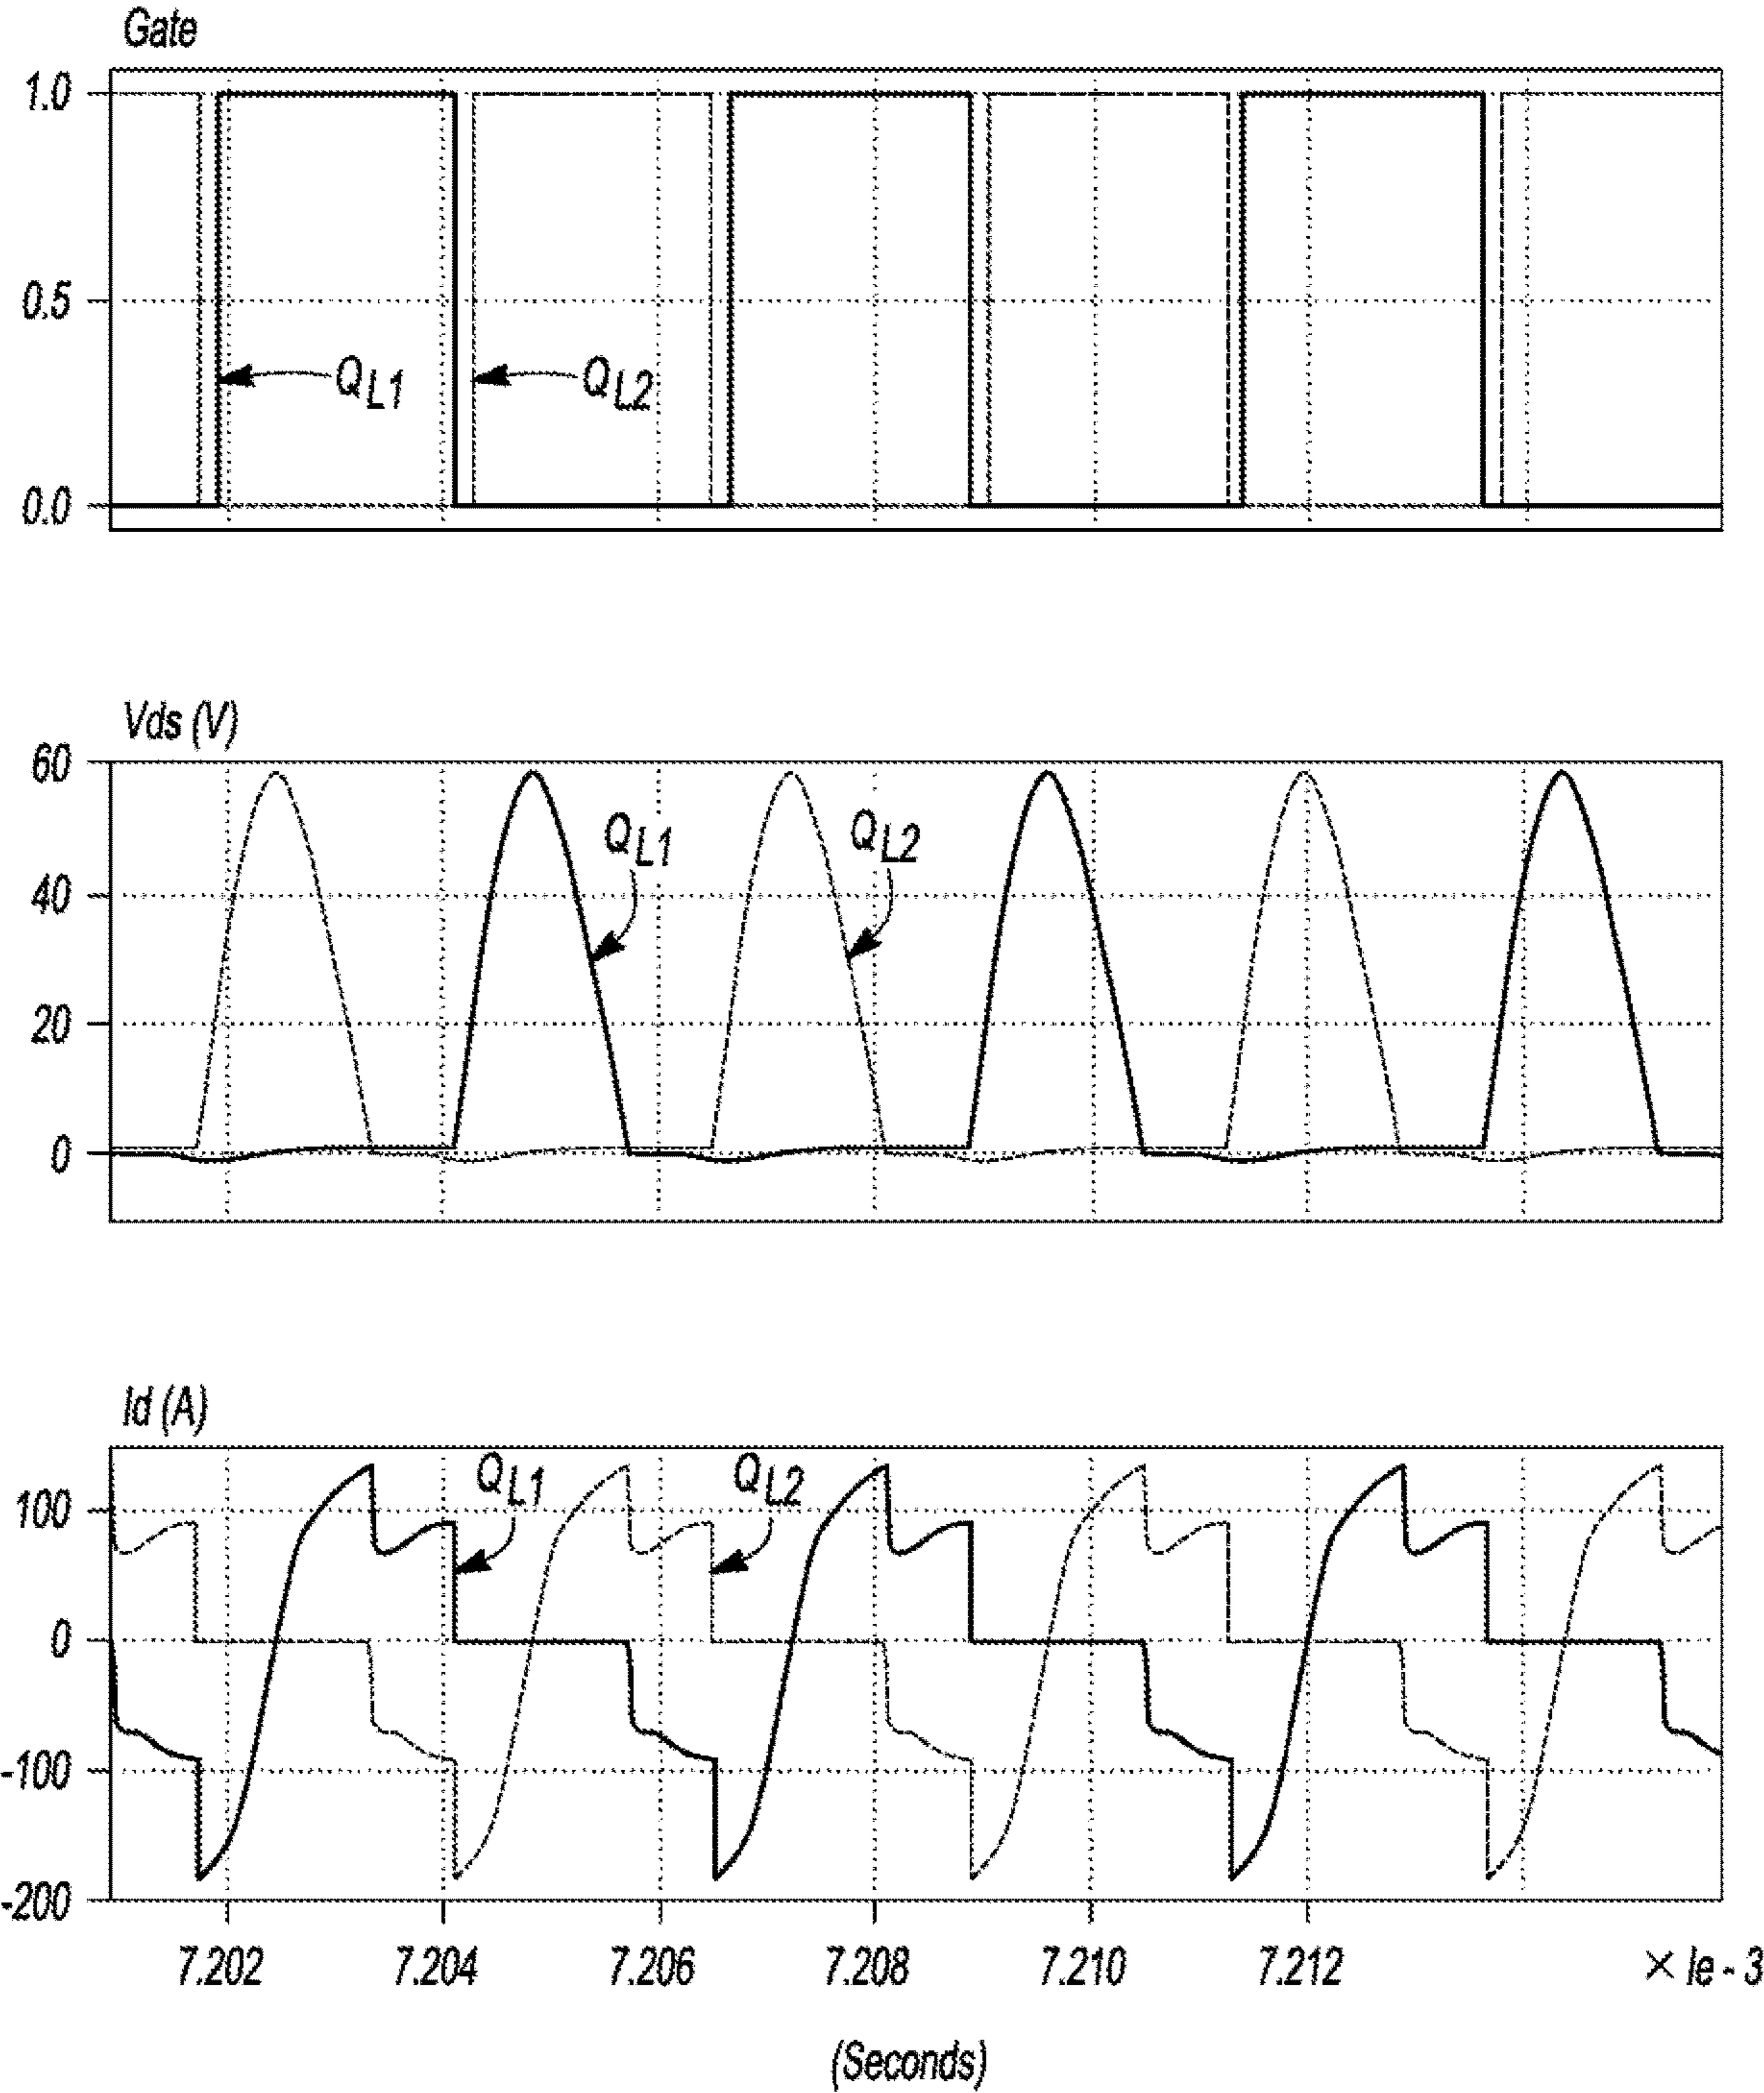 Gate
1.0
0.5
0.0
QL1
QL2
Vds (V)
60
40
20
0
QL1
QL2
Id (A)
100
0
-100
-200
QL1
QL2
7.202 7.204 7.206 7.208 7.210 7.212 × Ie - 3
(Seconds)